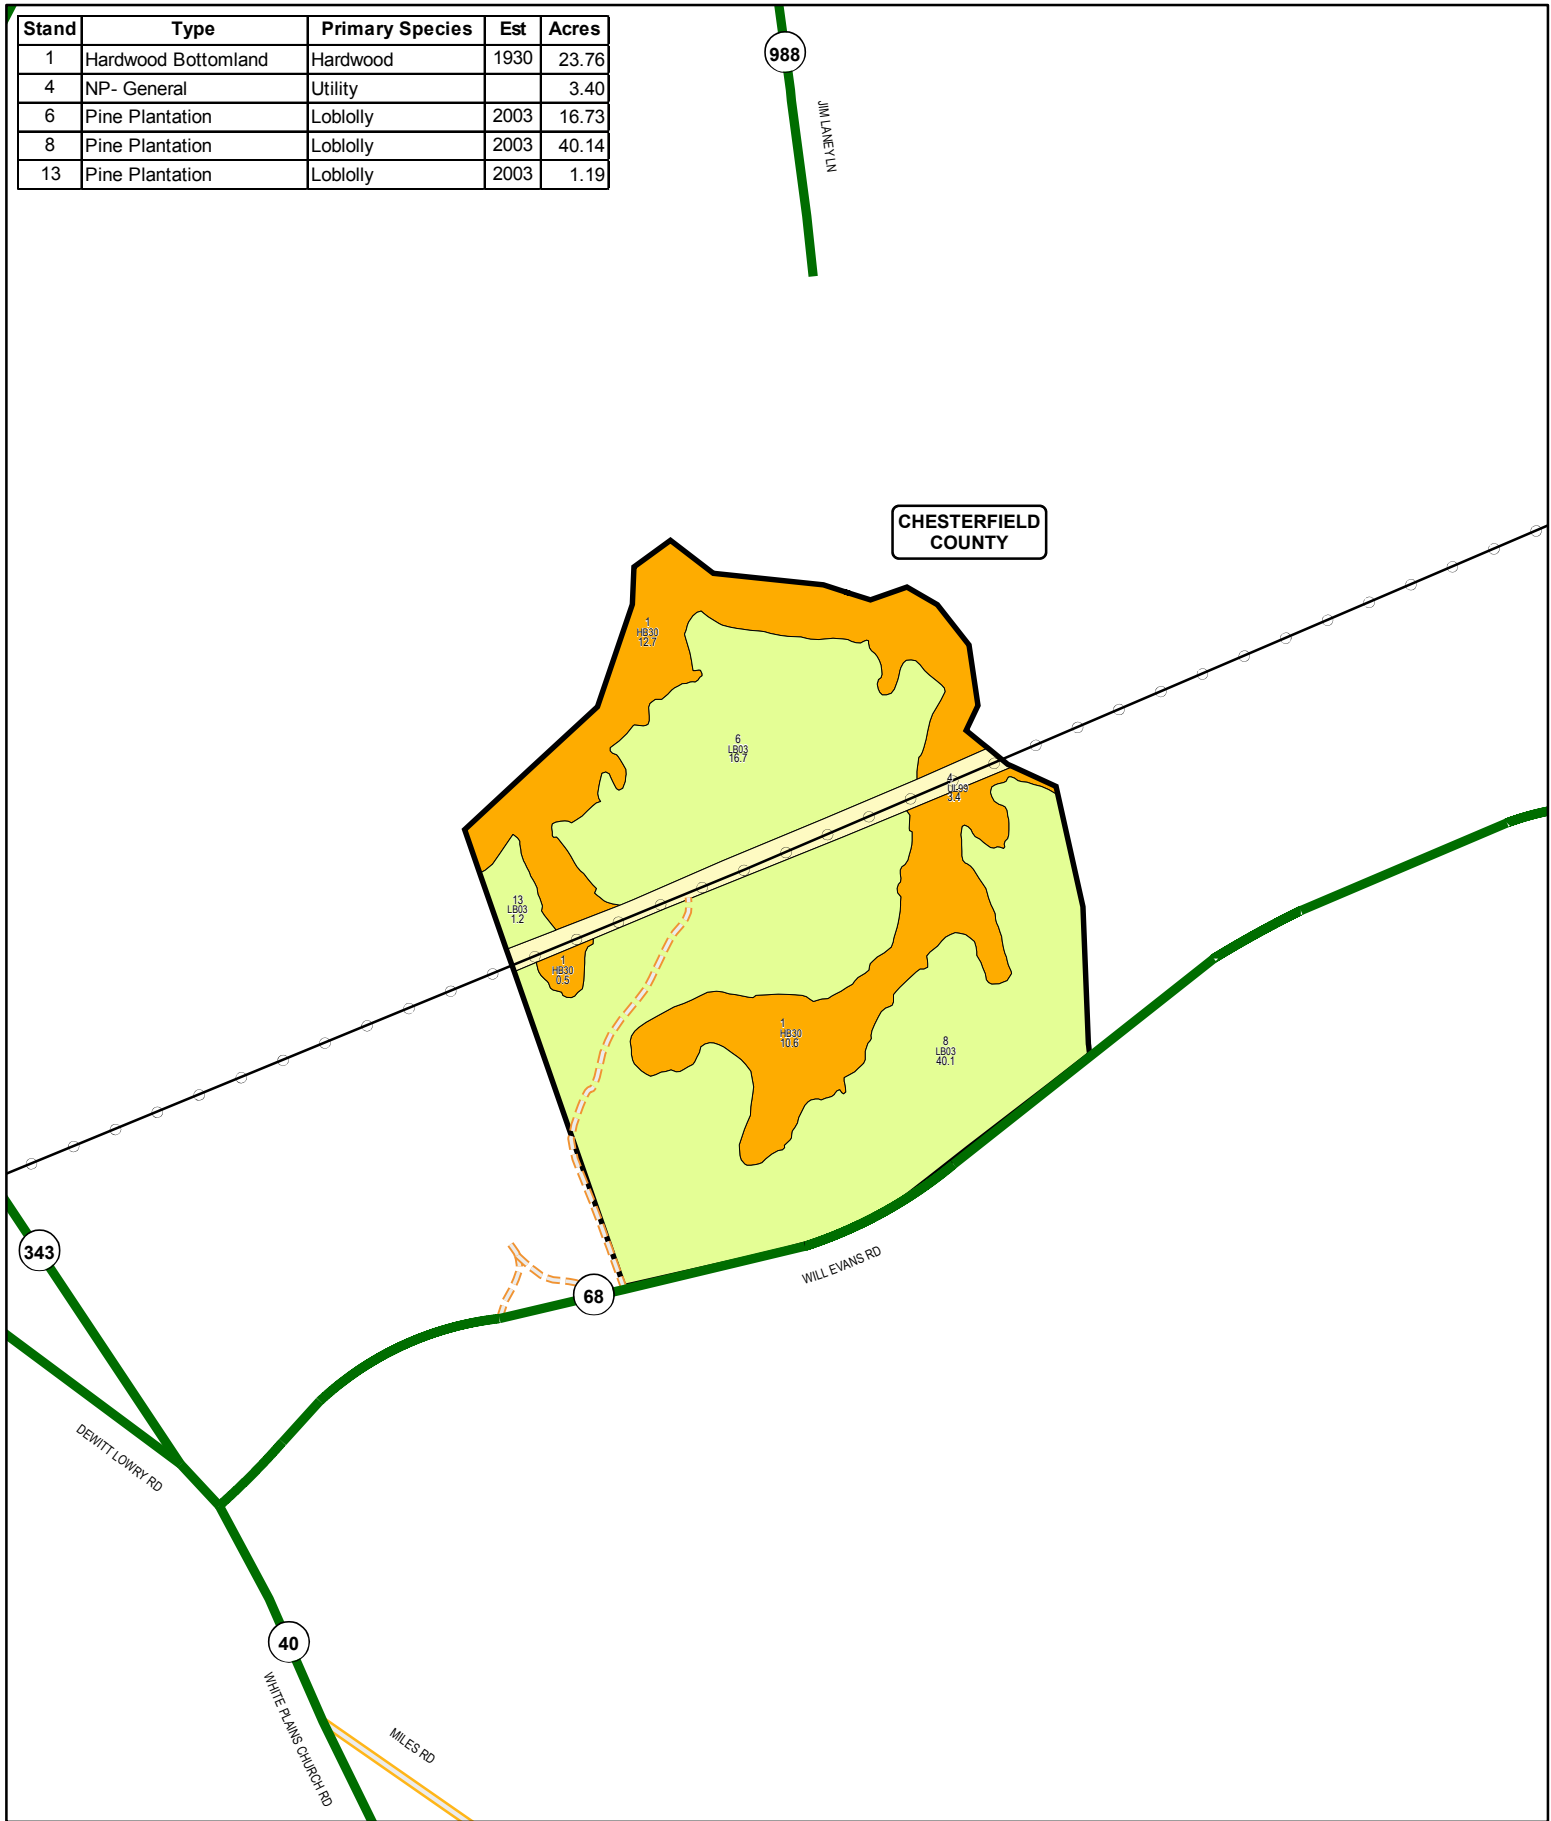 Stand Type Primary Species Est Acres
1 Hardwood Bottomland Hardwood 1930 23.76
4 NP- General Utility 3.40
6 Pine Plantation Loblolly 2003 16.73
8 Pine Plantation Loblolly 2003 40.14
13 Pine Plantation Loblolly 2003 1.19
988
JIM LANEY LN
CHESTERFIELD
COUNTY
1
HB30
12.7
6
LB03
16.7
4
UL99
3.4
13
LB03
1.2
1
HB30
0.5
1
HB30
10.6
8
LB03
40.1
WILL EVANS RD
343
68
DEWITT LOWRY RD
40
WHITE PLAINS CHURCH RD
MILES RD